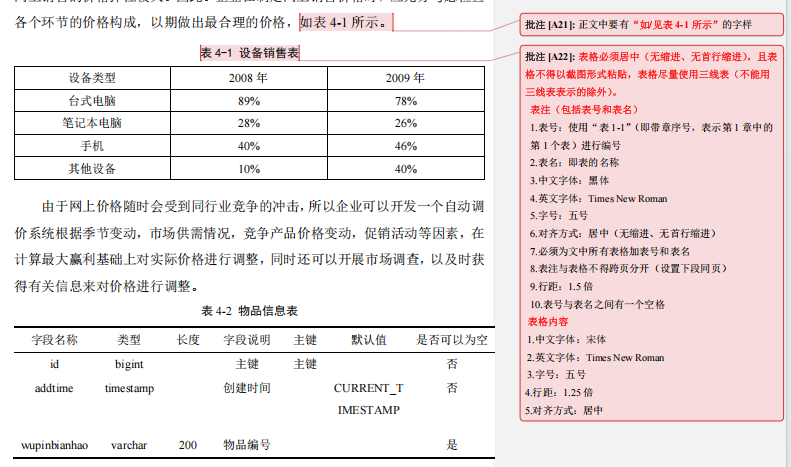 各个环节的价格构成，以期做出最合理的价格，如表 4-1 所示。
表 4-1 设备销售表
设备类型 2008 年 2009 年
台式电脑 89% 78%
笔记本电脑 28% 26%
手机 40% 46%
其他设备 10% 40%
由于网上价格随时会受到同行业竞争的冲击,所以企业可以开发一个自动调
价系统根据季节变动，市场供需情况，竞争产品价格变动，促销活动等因素，在
计算最大赢利基础上对实际价格进行调整，同时还可以开展市场调查，以及时获
得有关信息来对价格进行调整。
表 4-2 物品信息表
字段名称 类型 长度 字段说明 主键 默认值 是否可以为空
id bigint 主键 主键 否
addtime timestamp 创建时间 CURRENT_T 否
IMESTAMP
wupinbianhao varchar 200 物品编号 是
批注 [A21]: 正文中要有“如/见表 4-1 所示”的字样
批注 [A22]: 表格必须居中（无缩进、无首行缩进），且表
格不得以截图形式粘贴，表格尽量使用三线表（不能用
三线表表示的除外）。
表注（包括表号和表名）
1.表号：使用“表 1-1”（即带章序号，表示第 1 章中的
第 1 个表）进行编号
2.表名：即表的名称
3.中文字体：黑体
4.英文字体：Times New Roman
5.字号：五号
6.对齐方式：居中（无缩进、无首行缩进）
7.必须为文中所有表格加表号和表名
8.表注与表格不得跨页分开（设置下段同页）
9.行距：1.5 倍
10.表号与表名之间有一个空格
表格内容
1.中文字体：宋体
2.英文字体：Times New Roman
3.字号：五号
4.行距：1.25 倍
5.对齐方式：居中